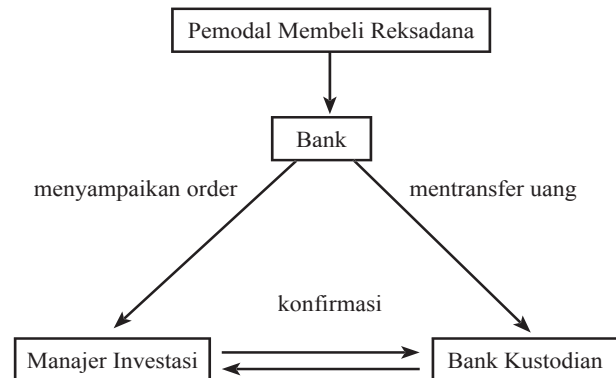 Pemodal Membeli Reksadana
Bank
menyampaikan order
mentransfer uang
konfirmasi
Manajer Investasi
Bank Kustodian